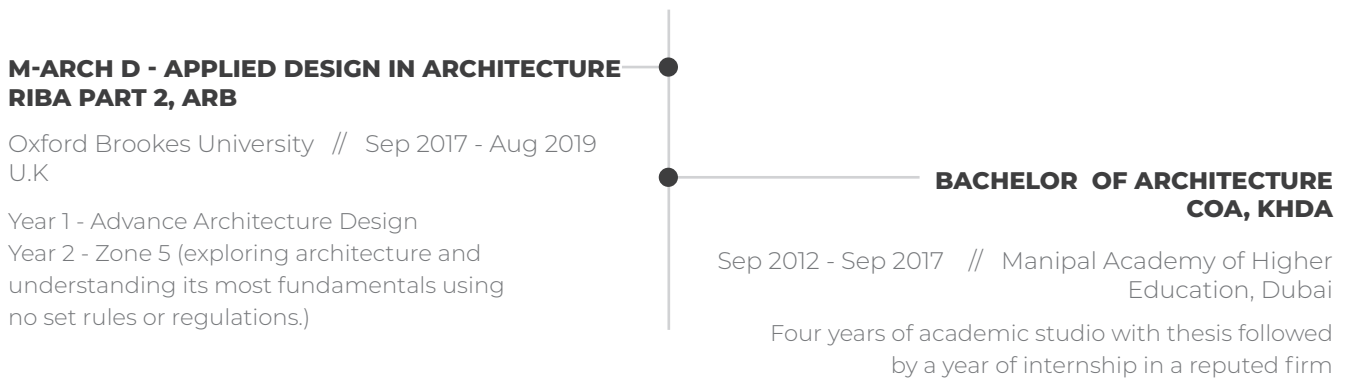 M-ARCH D - APPLIED DESIGN IN ARCHITECTURE
RIBA PART 2, ARB
Oxford Brookes University // Sep 2017 - Aug 2019
U.K
Year 1 - Advance Architecture Design
Year 2 - Zone 5 (exploring architecture and
understanding its most fundamentals using
no set rules or regulations.)
BACHELOR OF ARCHITECTURE
COA, KHDA
Sep 2012 - Sep 2017 // Manipal Academy of Higher
Education, Dubai
Four years of academic studio with thesis followed
by a year of internship in a reputed firm